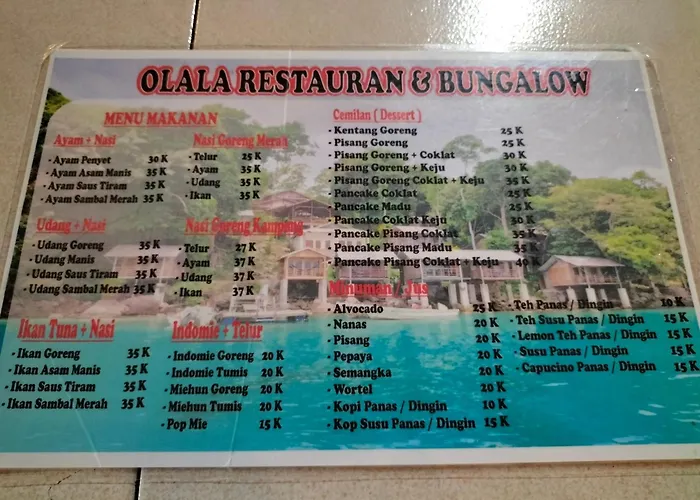 OLALA RESTAURAN & BUNGALOW
MENU MAKANAN
Ayam + Nasi
· Ayam Penyet 30 K
· Ayam Asam Manis 35 K
· Ayam Saus Tiram 35 K
· Ayam Sambal Merah 35 K
Udang + Nasi
· Udang Goreng 35 K
· Udang Manis 35 K
· Udang Saus Tiram 35 K
· Udang Sambal Merah 35 K
Ikan Tuna + Nasi
· Ikan Goreng 35 K
· Ikan Asam Manis 35 K
· Ikan Saus Tiram 35 K
· Ikan Sambal Merah 35 K
Nasi Goreng Merah
· Telur 25 K
· Ayam 35 K
· Udang 35 K
· Ikan 35 K
Nasi Goreng Kampung
· Telur 27 K
· Ayam 37 K
· Udang 37 K
· Ikan 37 K
Indomie + Telur
· Indomie Goreng 20 K
· Indomie Tumis 20 K
· Miehun Goreng 20 K
· Miehun Tumis 20 K
· Pop Mie 15 K
Cemilan ( Dessert )
· Kentang Goreng 25 K
· Pisang Goreng 25 K
· Pisang Goreng + Coklat 30 K
· Pisang Goreng + Keju 30 K
· Pisang Goreng Coklat + Keju 35 K
· Pancake Coklat 25 K
· Pancake Madu 25 K
· Pancake Coklat Keju 30 K
· Pancake Pisang Coklat 35 K
· Pancake Pisang Madu 35 K
· Pancake Pisang Coklat + Keju 40 K
Minuman / Jus
· Alvocado 25 K
· Nanas 20 K
· Pisang 20 K
· Pepaya 20 K
· Semangka 20 K
· Wortel 20 K
· Kopi Panas / Dingin 10 K
· Kop Susu Panas / Dingin 15 K
· Teh Panas / Dingin 10 K
· Teh Susu Panas / Dingin 15 K
· Lemon Teh Panas / Dingin 15 K
· Susu Panas / Dingin 15 K
· Capucino Panas / Dingin 15 K